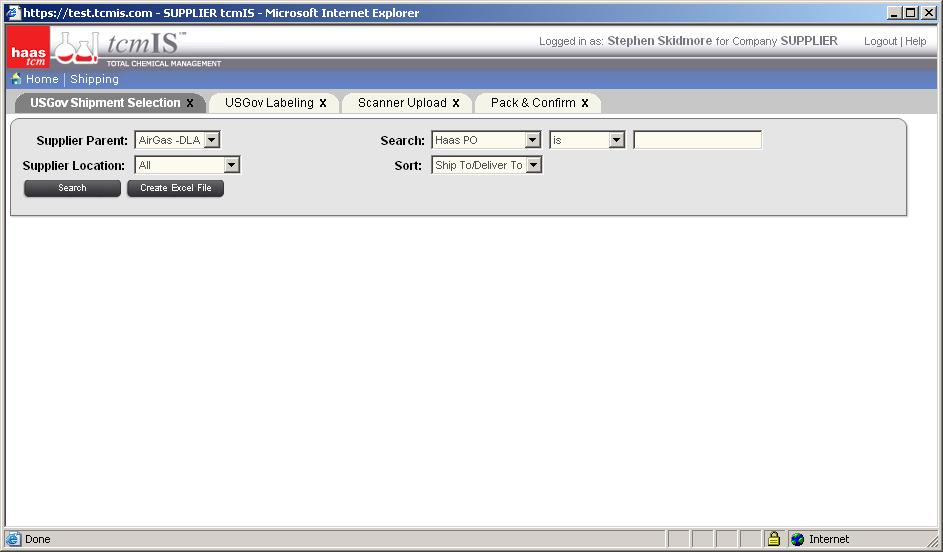 https://test.tcmis.com - SUPPLIER tcmIS - Microsoft Internet Explorer
haas tcm
tcmIS™
TOTAL CHEMICAL MANAGEMENT
Logged in as: Stephen Skidmore for Company SUPPLIER Logout | Help
Home | Shipping
USGov Shipment Selection x USGov Labeling x Scanner Upload x Pack & Confirm x
Supplier Parent: AirGas -DLA Search: Haas PO is
Supplier Location: All Sort: Ship To/Deliver To
Search Create Excel File
Done Internet